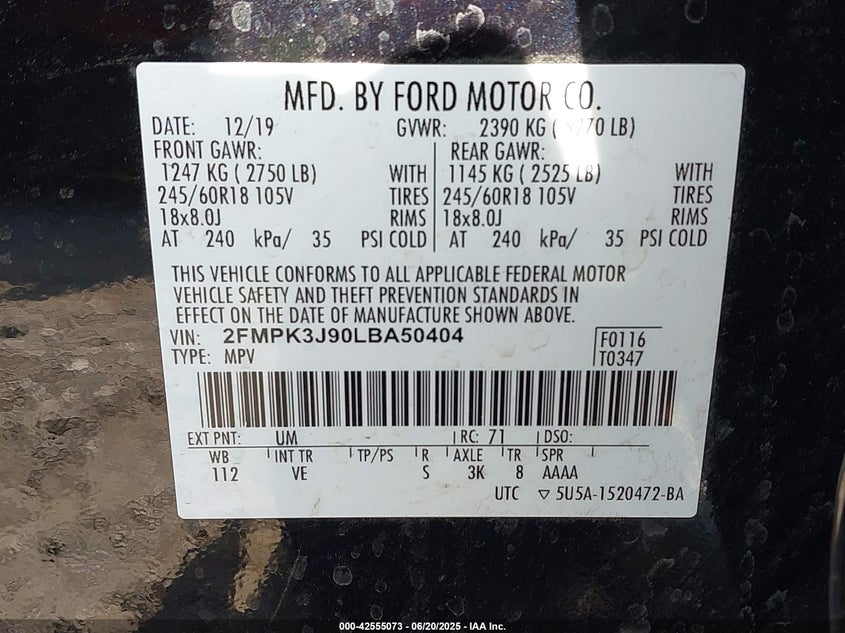 MFD. BY FORD MOTOR CO.
DATE: 12/19 GVWR: 2390 KG ( 5270 LB)
FRONT GAWR: REAR GAWR:
1247 KG ( 2750 LB) WITH 1145 KG ( 2525 LB) WITH
245/60R18 105V TIRES 245/60R18 105V TIRES
18x8.0J RIMS 18x8.0J RIMS
AT 240 kPa/ 35 PSI COLD AT 240 kPa/ 35 PSI COLD
THIS VEHICLE CONFORMS TO ALL APPLICABLE FEDERAL MOTOR
VEHICLE SAFETY AND THEFT PREVENTION STANDARDS IN
EFFECT ON THE DATE OF MANUFACTURE SHOWN ABOVE.
VIN: 2FMPK3J90LBA50404 F0116
TYPE: MPV T0347
EXT PNT: UM RC: 71 DSO:
WB INT TR TP/PS R AXLE TR SPR
112 VE S 3K 8 AAAA
UTC ▽ 5U5A-1520472-BA
000-42555073 - 06/20/2025 - IAA Inc.